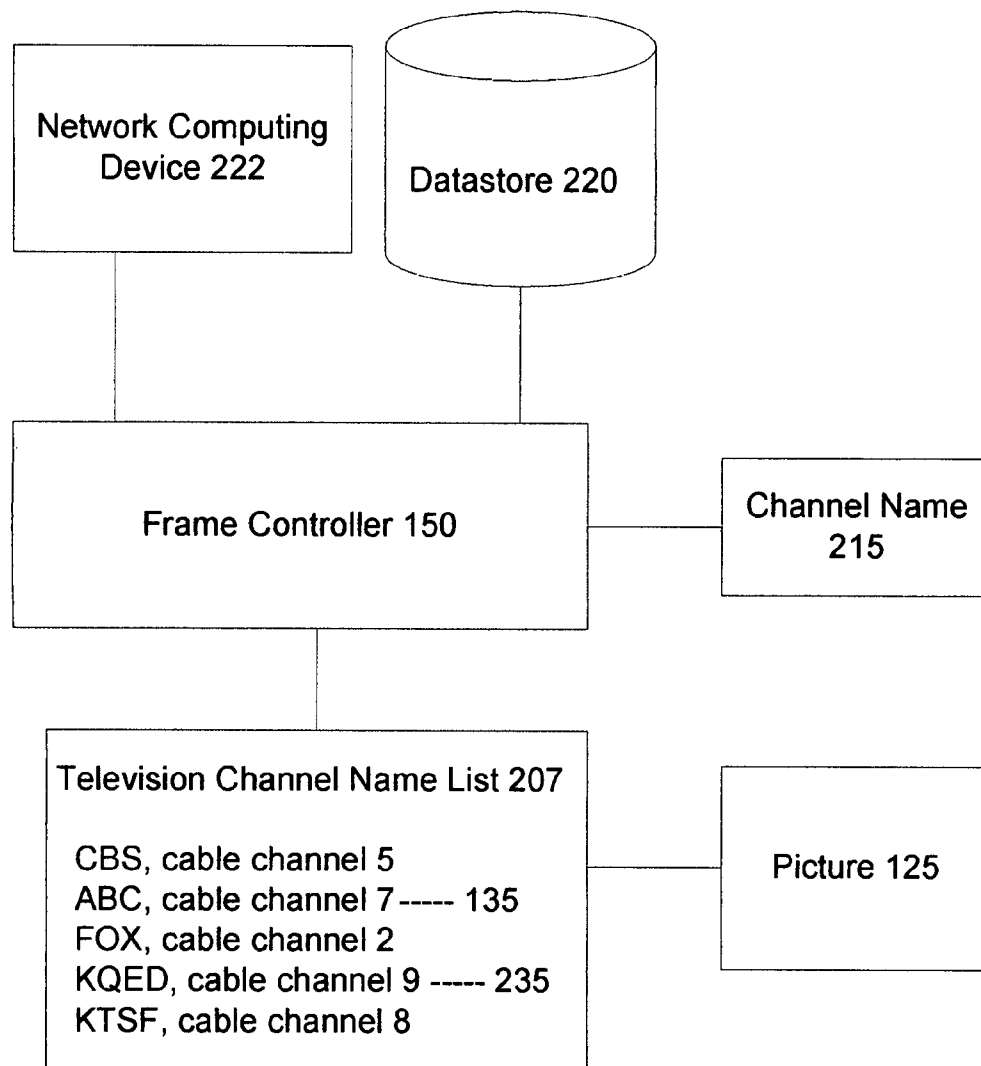 Network Computing
Device 222
Datastore 220
Frame Controller 150
Channel Name
215
Television Channel Name List 207
CBS, cable channel 5
ABC, cable channel 7 ----- 135
FOX, cable channel 2
KQED, cable channel 9 ----- 235
KTSF, cable channel 8
Picture 125